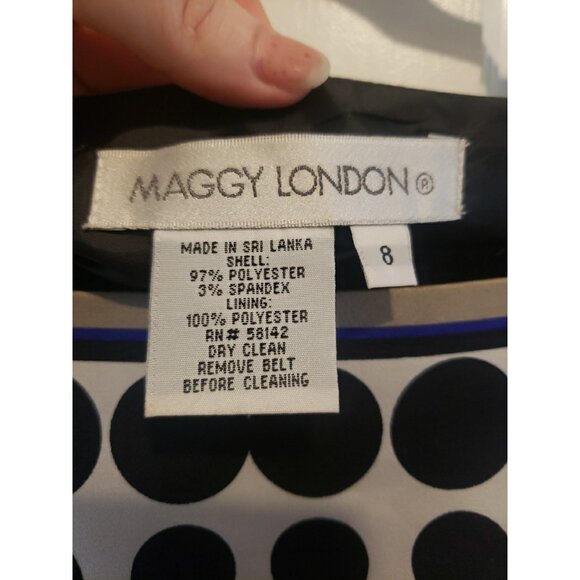 MAGGY LONDON®
8
MADE IN SRI LANKA
SHELL:
97% POLYESTER
3% SPANDEX
LINING:
100% POLYESTER
RN# 58142
DRY CLEAN
REMOVE BELT
BEFORE CLEANING